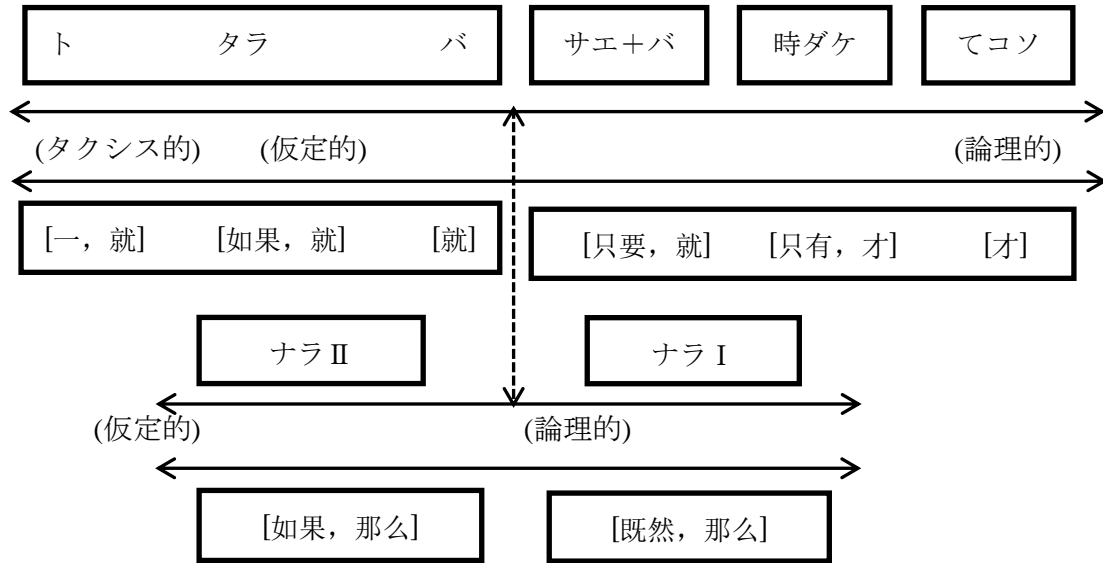 ト タラ バ サエ＋バ 時ダケ てコソ
(タクシス的) (仮定的) (論理的)
[一，就] [如果，就] [就] [只要，就] [只有，才] [才]
ナラⅡ ナラⅠ
(仮定的) (論理的)
[如果，那么] [既然，那么]